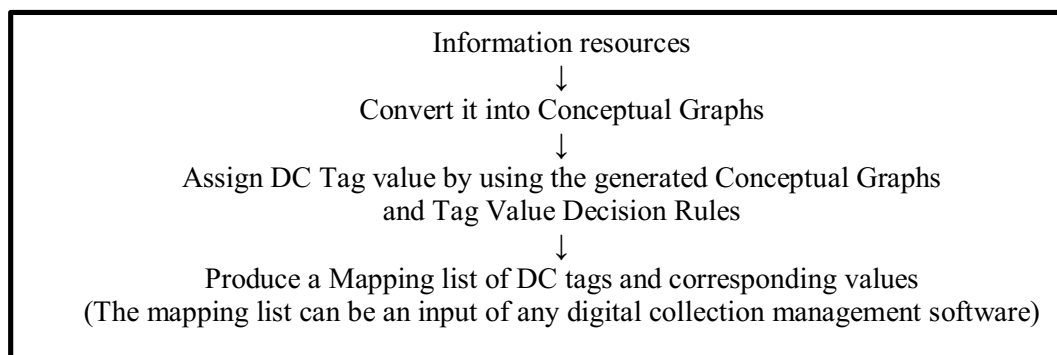 Information resources
↓
Convert it into Conceptual Graphs
↓
Assign DC Tag value by using the generated Conceptual Graphs
and Tag Value Decision Rules
↓
Produce a Mapping list of DC tags and corresponding values
(The mapping list can be an input of any digital collection management software)